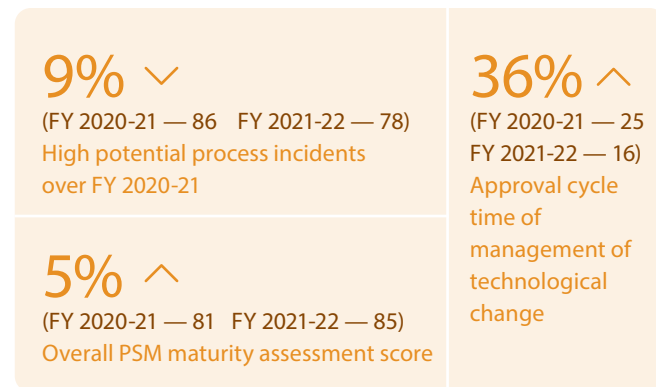 9%
(FY 2020-21 — 86 FY 2021-22 — 78)
High potential process incidents
over FY 2020-21
5%
(FY 2020-21 — 81 FY 2021-22 — 85)
Overall PSM maturity assessment score
36%
(FY 2020-21 — 25
FY 2021-22 — 16)
Approval cycle
time of
management of
technological
change